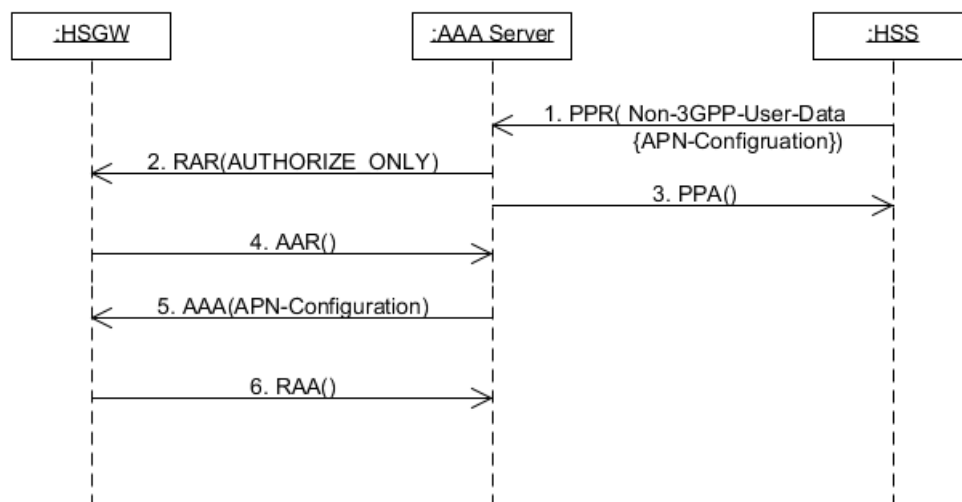 :HSGW
:AAA Server
:HSS
1. PPR( Non-3GPP-User-Data
{APN-Configruation})
2. RAR(AUTHORIZE_ONLY)
3. PPA()
4. AAR()
5. AAA(APN-Configuration)
6. RAA()